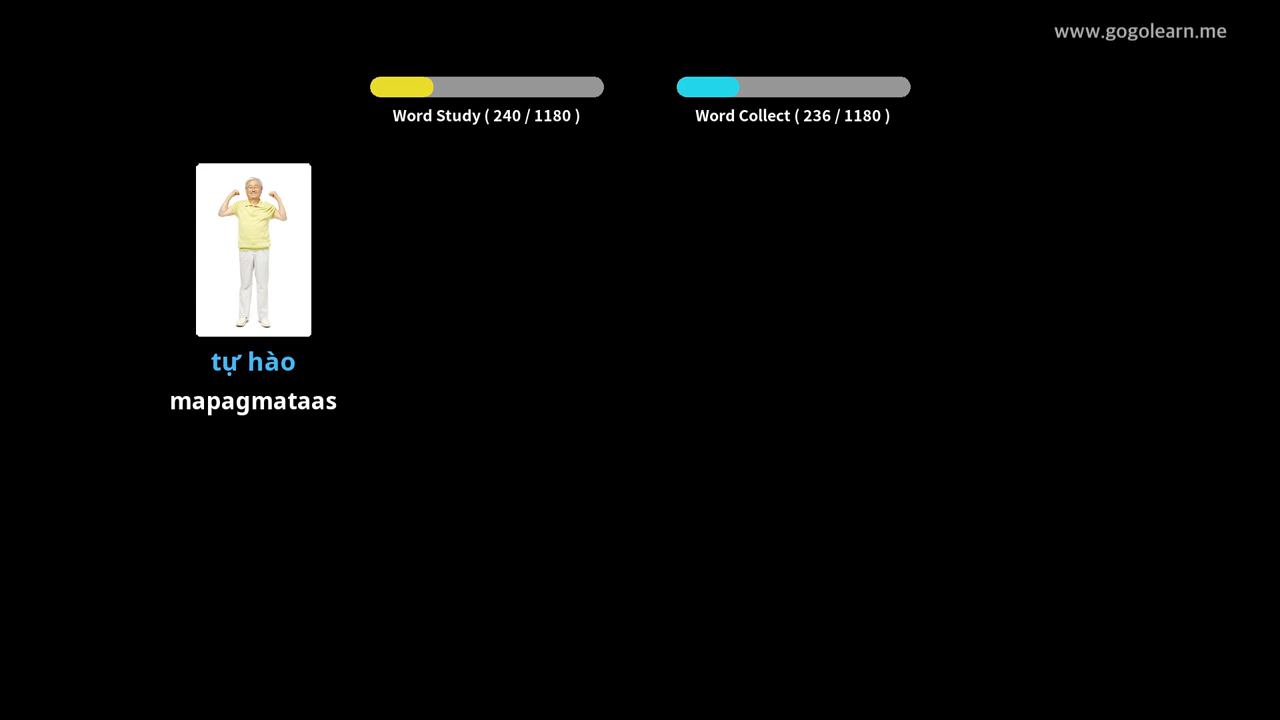 www.gogolearn.me
Word Study ( 240 / 1180 )
Word Collect ( 236 / 1180 )
tự hào
mapagmataas